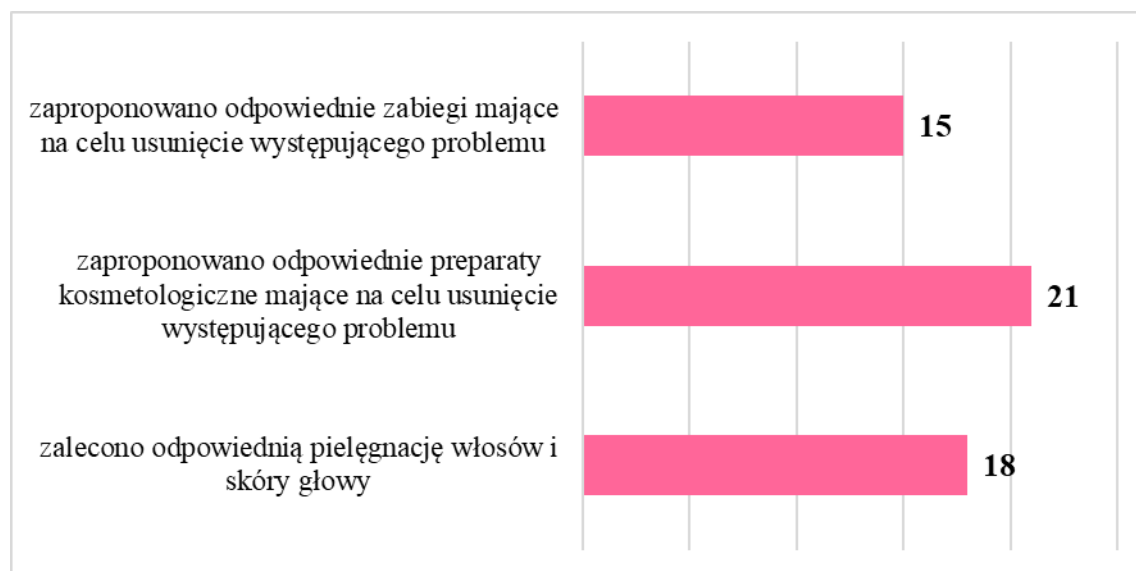 zaproponowano odpowiednie zabiegi mające
na celu usunięcie występującego problemu
15
zaproponowano odpowiednie preparaty
kosmetologiczne mające na celu usunięcie
występującego problemu
21
zalecono odpowiednią pielęgnację włosów i
skóry głowy
18